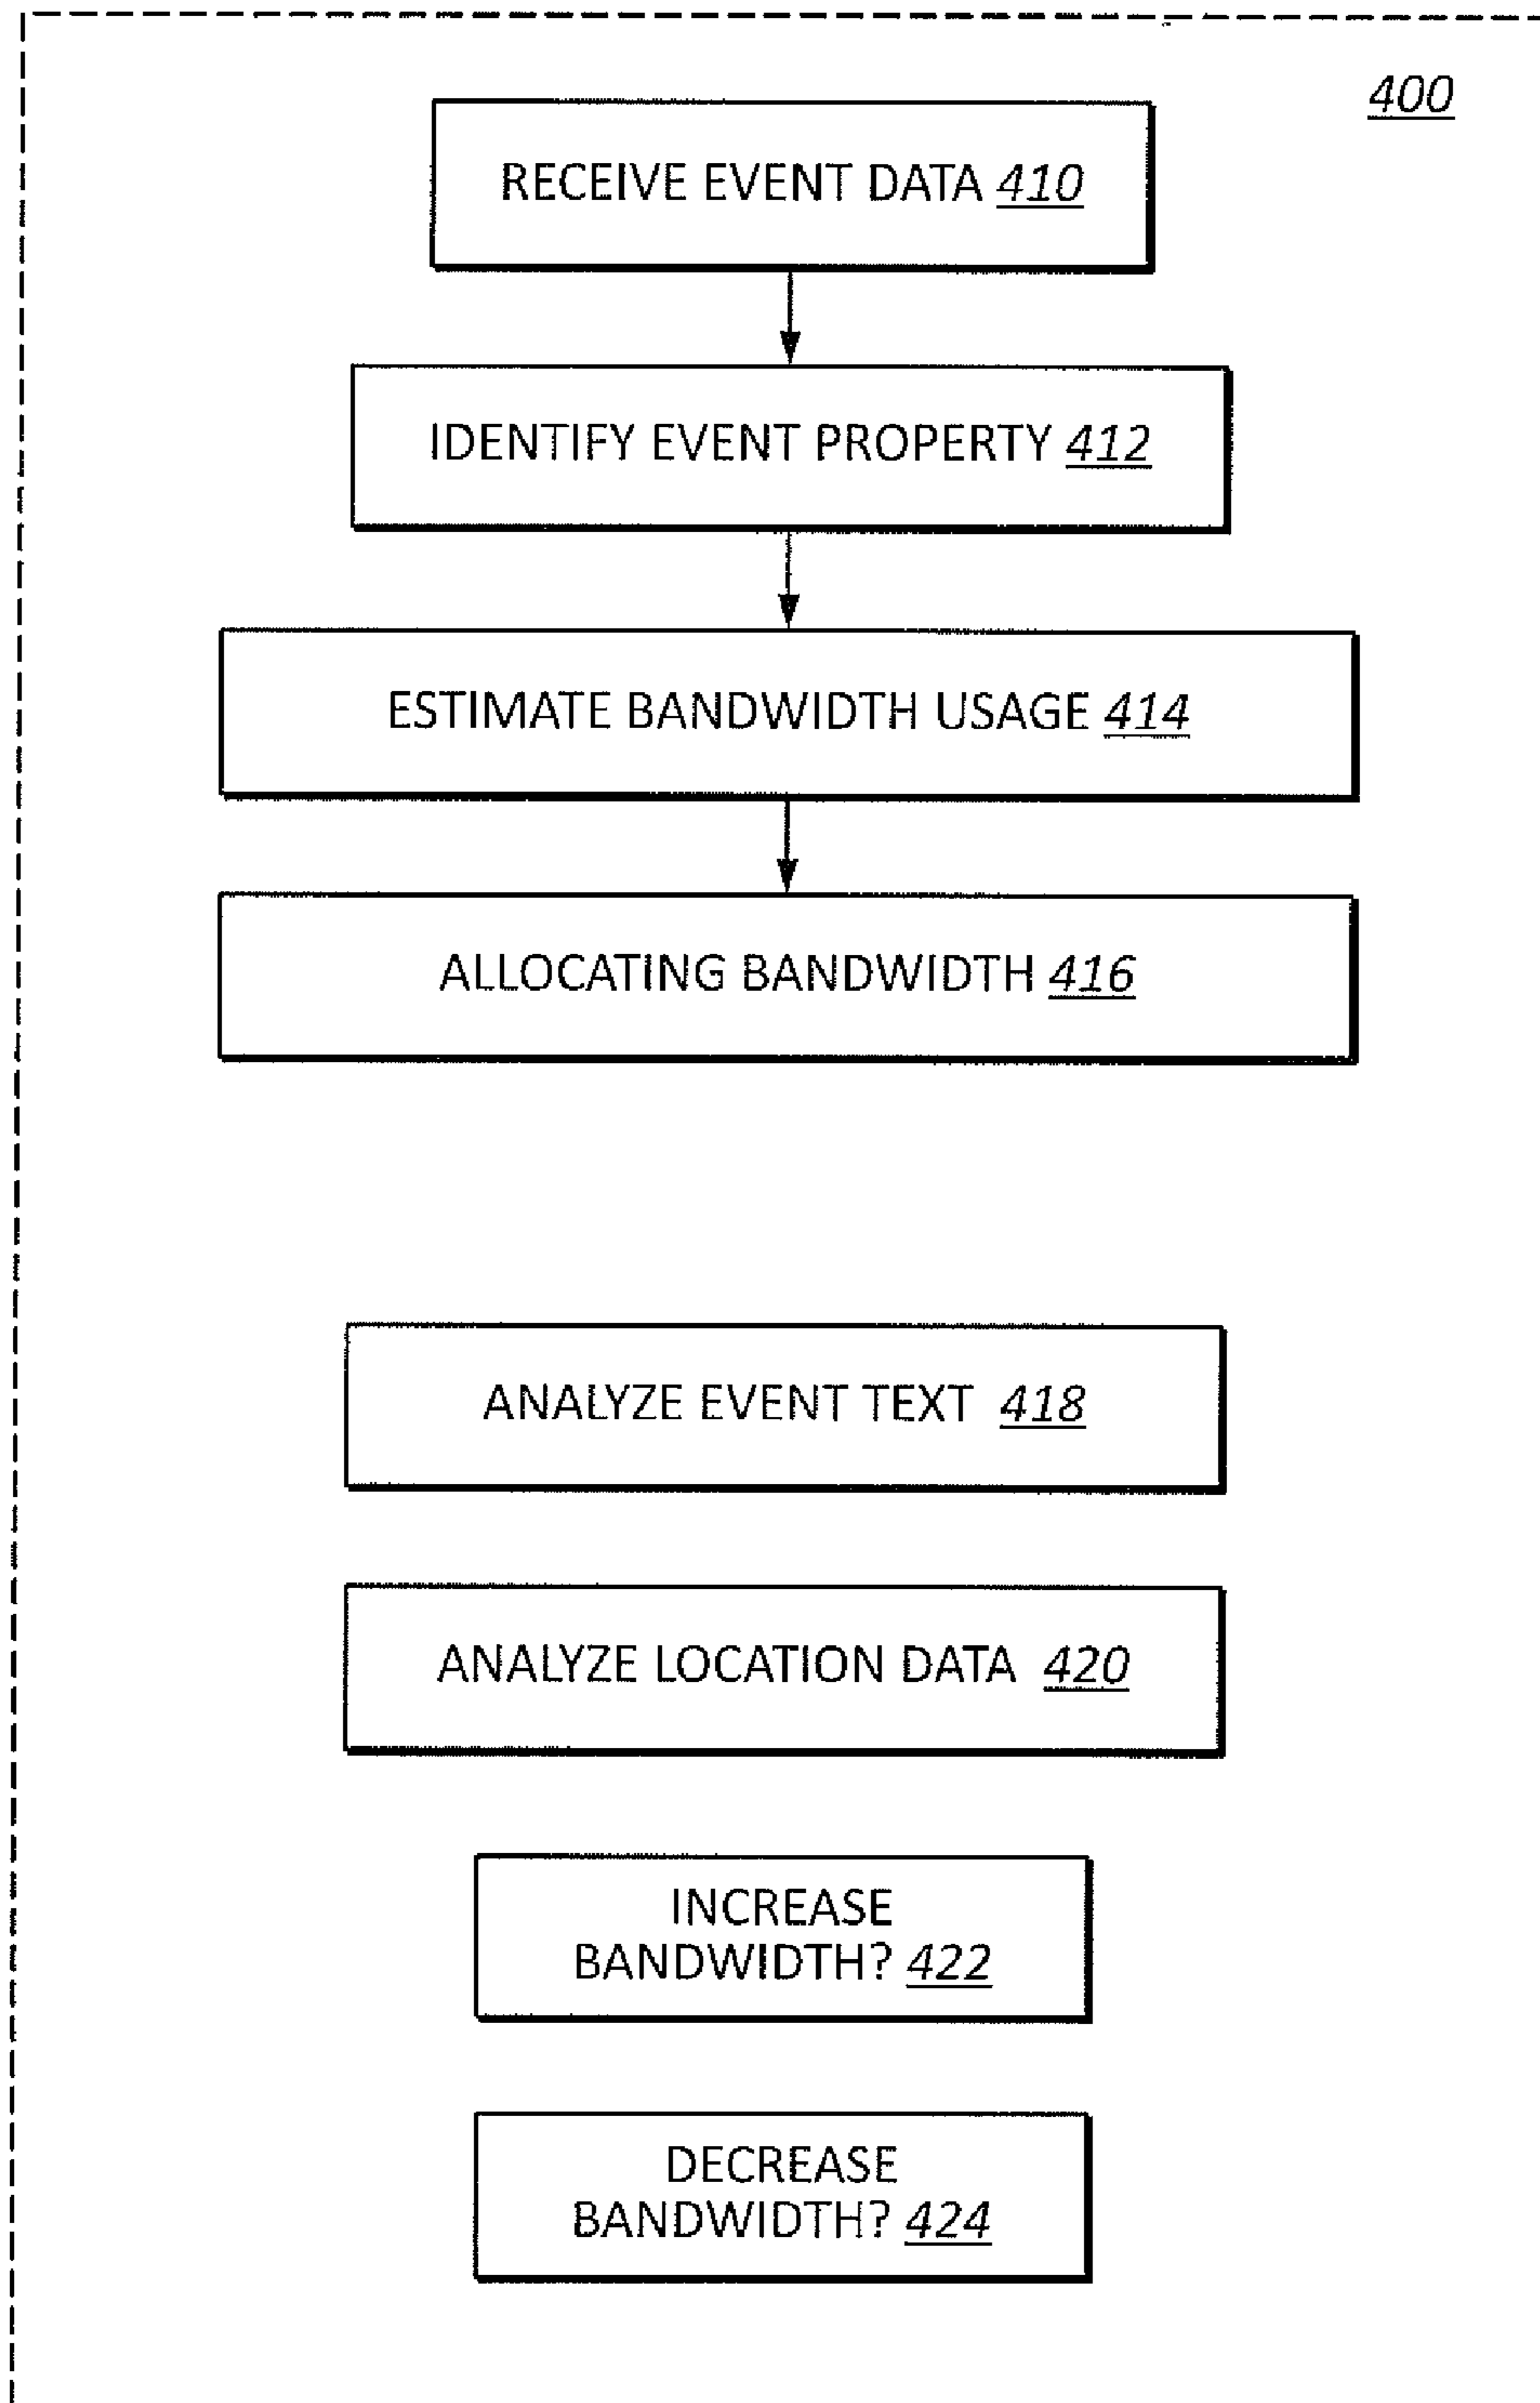 400
RECEIVE EVENT DATA 410
IDENTIFY EVENT PROPERTY 412
ESTIMATE BANDWIDTH USAGE 414
ALLOCATING BANDWIDTH 416
ANALYZE EVENT TEXT 418
ANALYZE LOCATION DATA 420
INCREASE
BANDWIDTH? 422
DECREASE
BANDWIDTH? 424